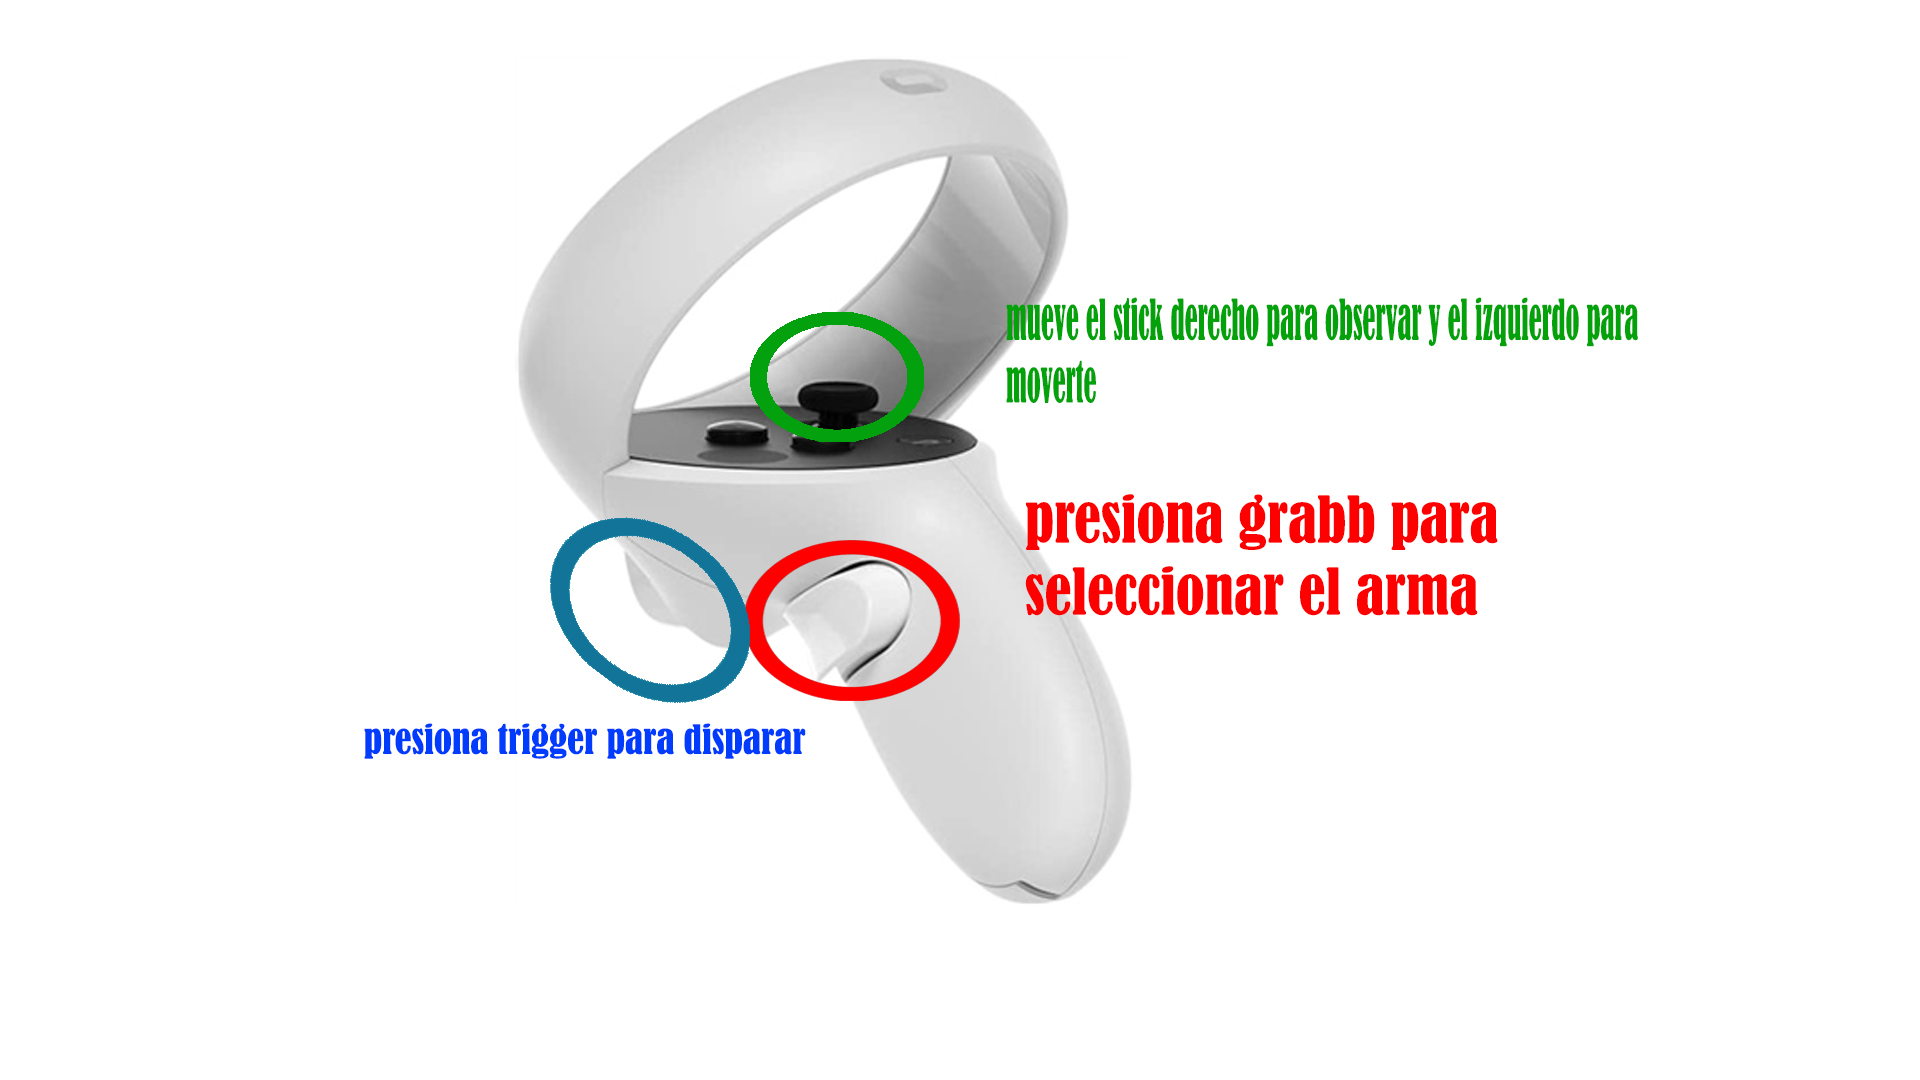 mueve el stick derecho para observar y el izquierdo para
moverte
presiona grabb para
seleccionar el arma
presiona trigger para disparar